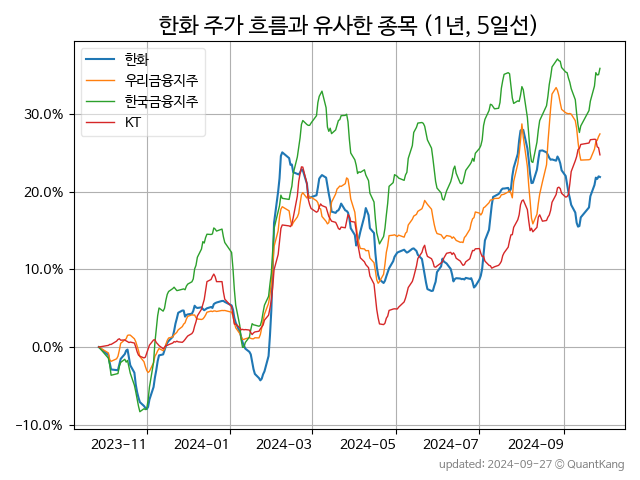 한화 주가 흐름과 유사한 종목 (1년, 5일선)
한화
우리금융지주
한국금융지주
KT
30.0%
20.0%
10.0%
0.0%
-10.0%
2023-11 2024-01 2024-03 2024-05 2024-07 2024-09
updated: 2024-09-27 © QuantKang